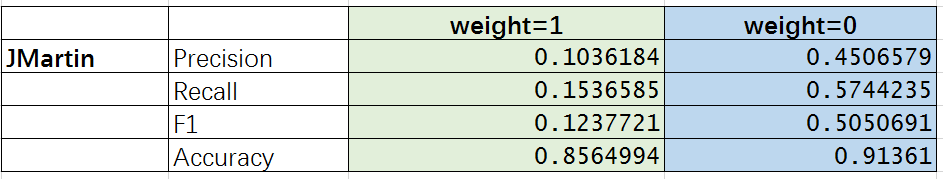 weight=1 weight=0
JMartin Precision 0.1036184 0.4506579
Recall 0.1536585 0.5744235
F1 0.1237721 0.5050691
Accuracy 0.8564994 0.91361